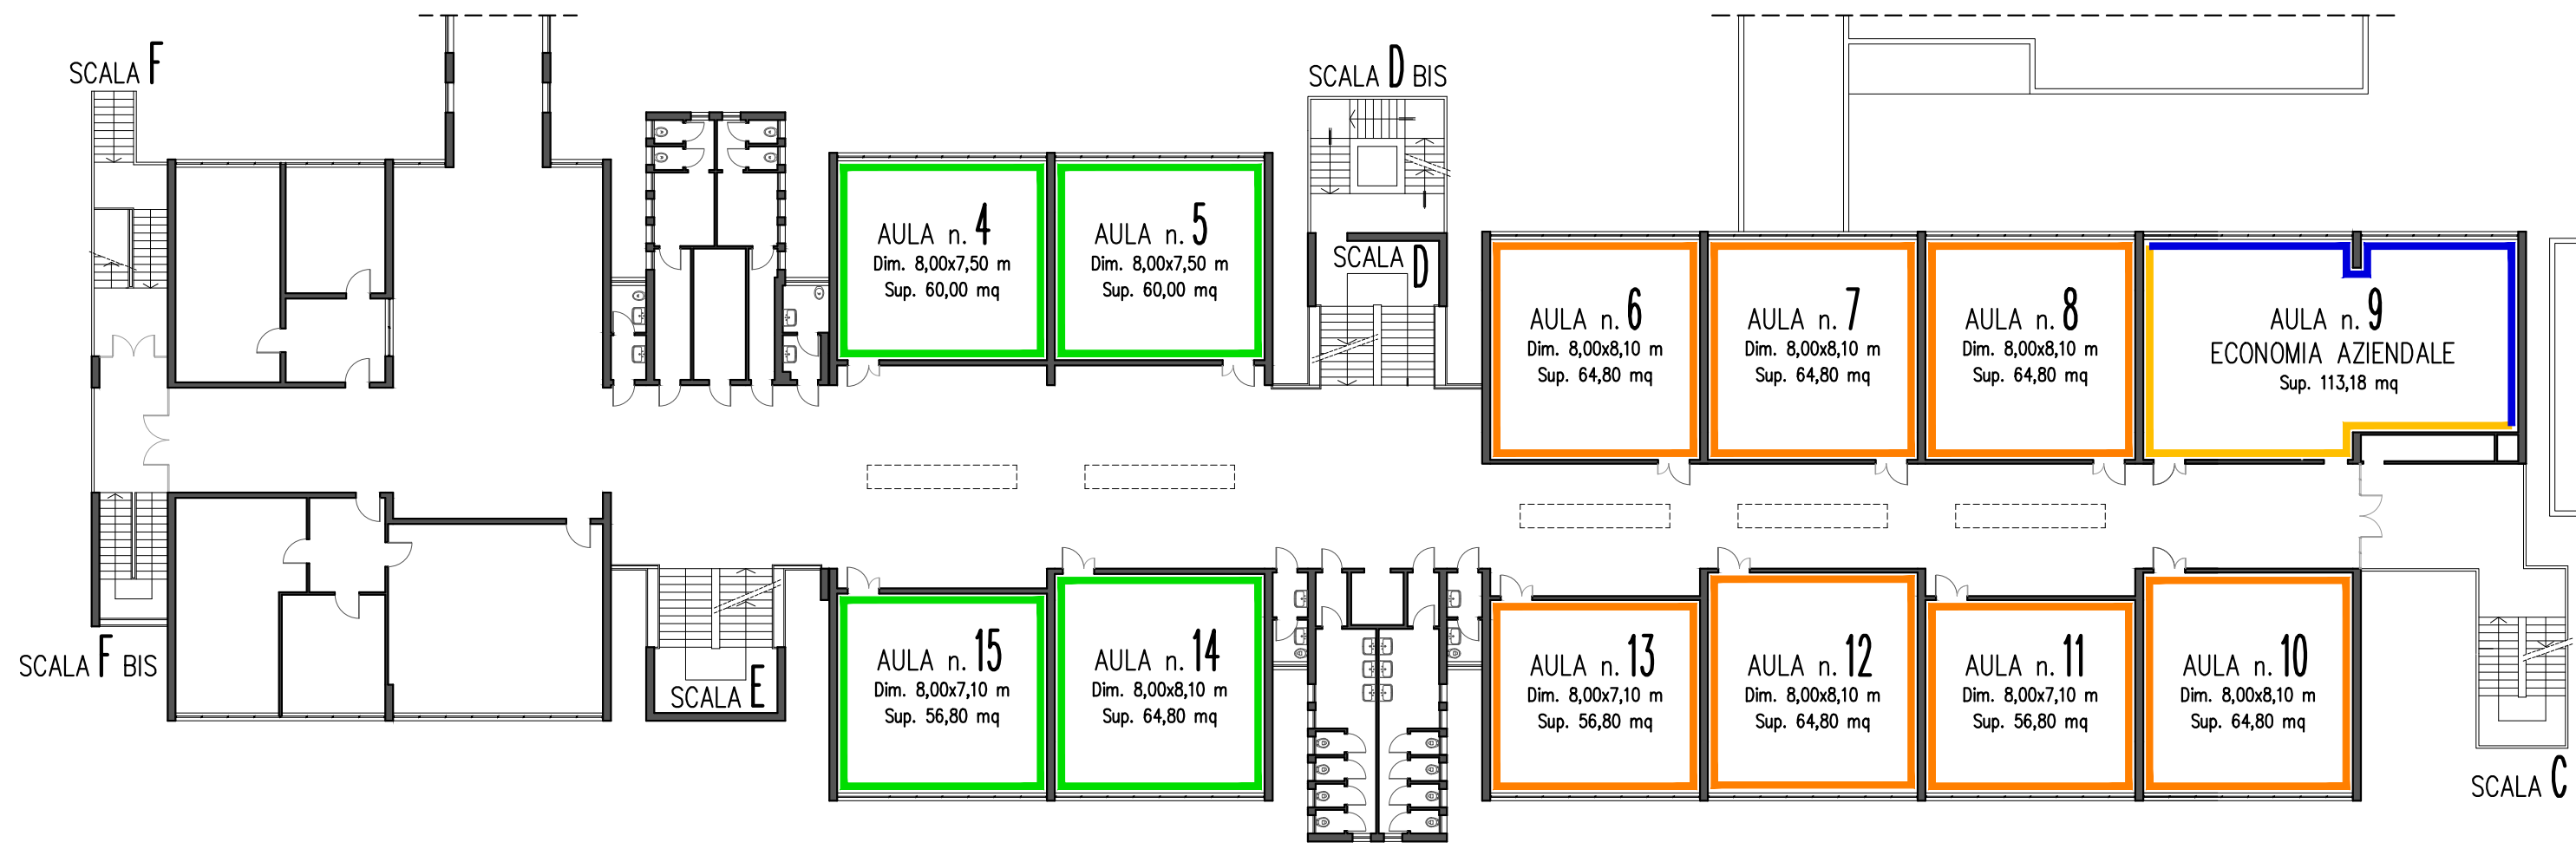 SCALA F
SCALA D BIS
SCALA D
AULA n. 4
Dim. 8,00x7,50 m
Sup. 60,00 mq
AULA n. 5
Dim. 8,00x7,50 m
Sup. 60,00 mq
AULA n. 6
Dim. 8,00x8,10 m
Sup. 64,80 mq
AULA n. 7
Dim. 8,00x8,10 m
Sup. 64,80 mq
AULA n. 8
Dim. 8,00x8,10 m
Sup. 64,80 mq
AULA n. 9
ECONOMIA AZIENDALE
Sup. 113,18 mq
SCALA F BIS
SCALA E
AULA n. 15
Dim. 8,00x7,10 m
Sup. 56,80 mq
AULA n. 14
Dim. 8,00x8,10 m
Sup. 64,80 mq
AULA n. 13
Dim. 8,00x7,10 m
Sup. 56,80 mq
AULA n. 12
Dim. 8,00x8,10 m
Sup. 64,80 mq
AULA n. 11
Dim. 8,00x7,10 m
Sup. 56,80 mq
AULA n. 10
Dim. 8,00x8,10 m
Sup. 64,80 mq
SCALA C